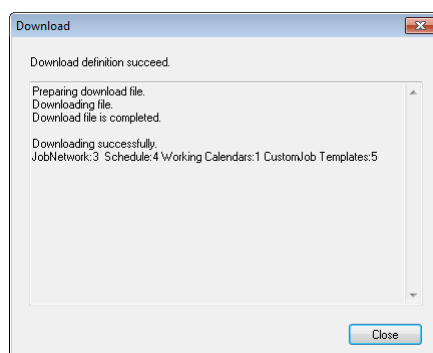 Download
Download definition succeed.
Preparing download file.
Downloading file.
Download file is completed.
Downloading successfully.
JobNetwork:3 Schedule:4 Working Calendars:1 CustomJob Templates:5
Close